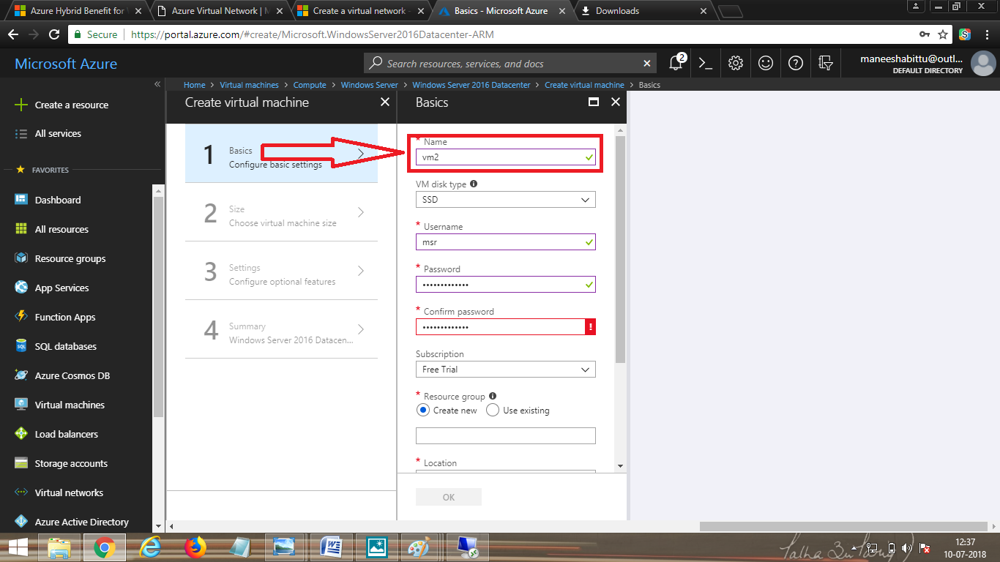 Azure Hybrid Benefit for
Azure Virtual Network | M
Create a virtual network -
Basics - Microsoft Azure
Downloads
Secure
https://portal.azure.com/#create/Microsoft.WindowsServer2016Datacenter-ARM
Microsoft Azure
Search resources, services, and docs
2
maneeshabittu@outl...
DEFAULT DIRECTORY
Home > Virtual machines > Compute > Windows Server > Windows Server 2016 Datacenter > Create virtual machine > Basics
Create a resource
All services
FAVORITES
Dashboard
All resources
Resource groups
App Services
Function Apps
SQL databases
Azure Cosmos DB
Virtual machines
Load balancers
Storage accounts
Virtual networks
Azure Active Directory
Create virtual machine
1
Basics
Configure basic settings
2
Size
Choose virtual machine size
3
Settings
Configure optional features
4
Summary
Windows Server 2016 Datacen...
Basics
* Name
vm2
VM disk type
SSD
* Username
msr
* Password
•••••••••••••
* Confirm password
•••••••••••••
!
Subscription
Free Trial
* Resource group
Create new
Use existing
* Location
OK
12:37
10-07-2018